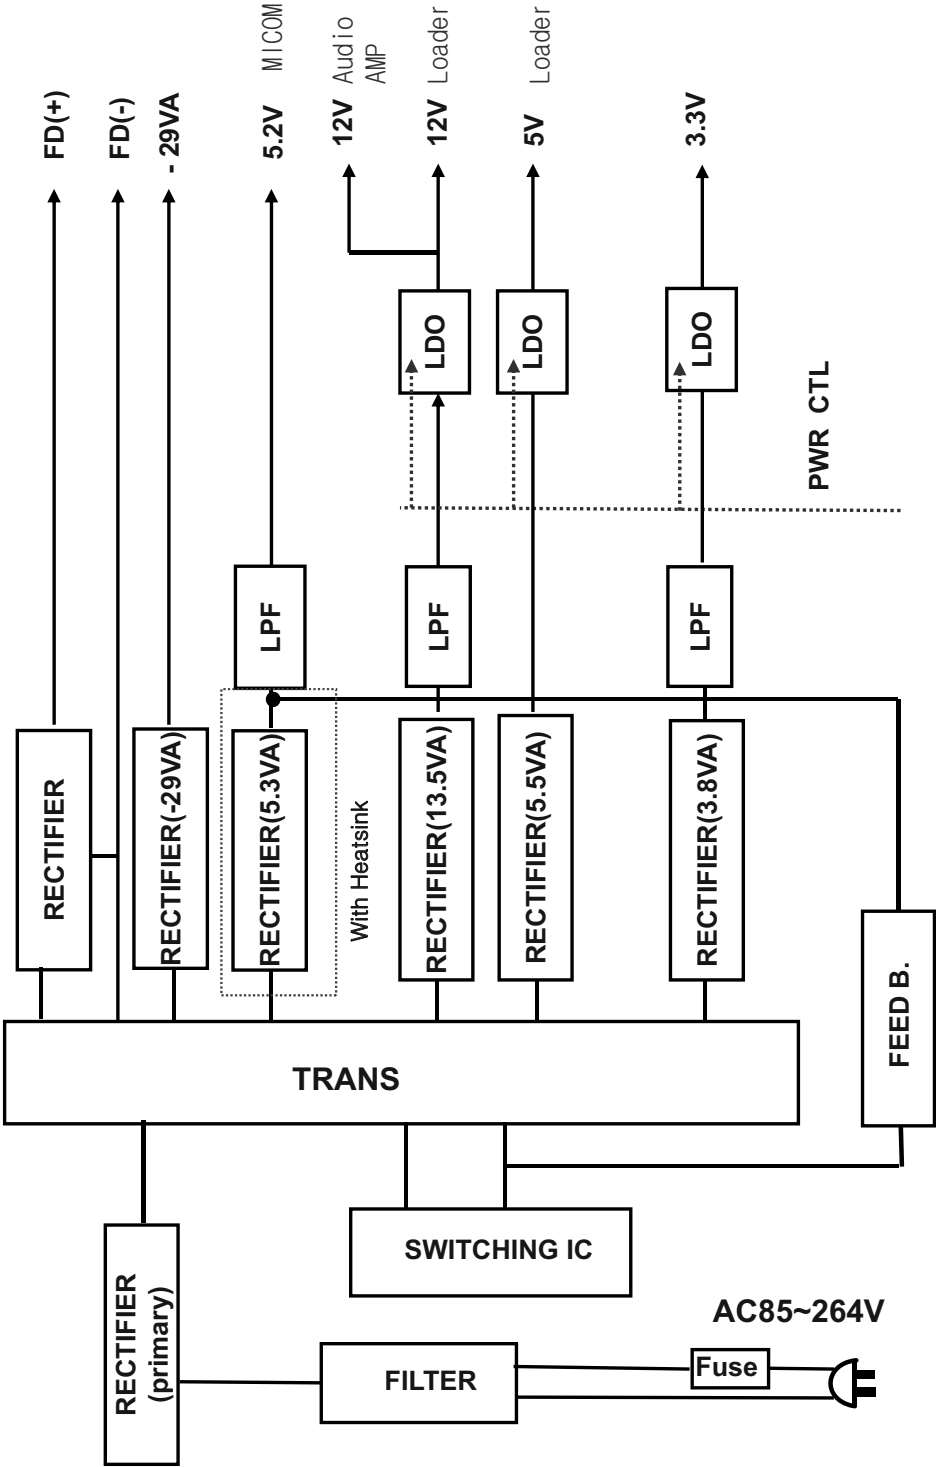 FD(+)
FD(-)
- 29VA
5.2V MICOM
12V Audio
AMP
12V Loader
5V Loader
3.3V
LDO
LDO
LDO
PWR CTL
LPF
LPF
LPF
RECTIFIER
RECTIFIER(-29VA)
RECTIFIER(5.3VA)
With Heatsink
RECTIFIER(13.5VA)
RECTIFIER(5.5VA)
RECTIFIER(3.8VA)
FEED B.
TRANS
SWITCHING IC
RECTIFIER
(primary)
FILTER
Fuse
AC85~264V